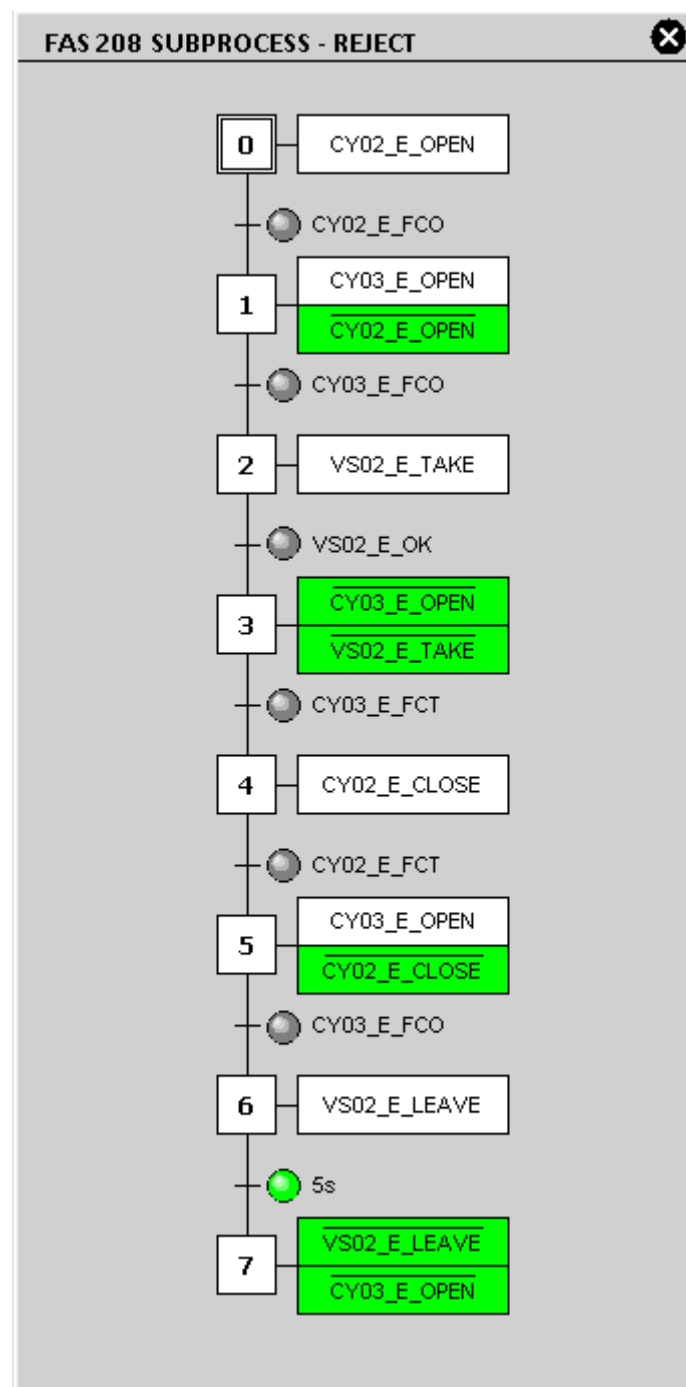 FAS 208 SUBPROCESS - REJECT
0 CY02_E_OPEN
CY02_E_FCO
CY03_E_OPEN
1
CY02_E_OPEN
CY03_E_FCO
2 VS02_E_TAKE
VS02_E_OK
CY03_E_OPEN
3
VS02_E_TAKE
CY03_E_FCT
4 CY02_E_CLOSE
CY02_E_FCT
CY03_E_OPEN
5
CY02_E_CLOSE
CY03_E_FCO
6 VS02_E_LEAVE
5s
VS02_E_LEAVE
7
CY03_E_OPEN